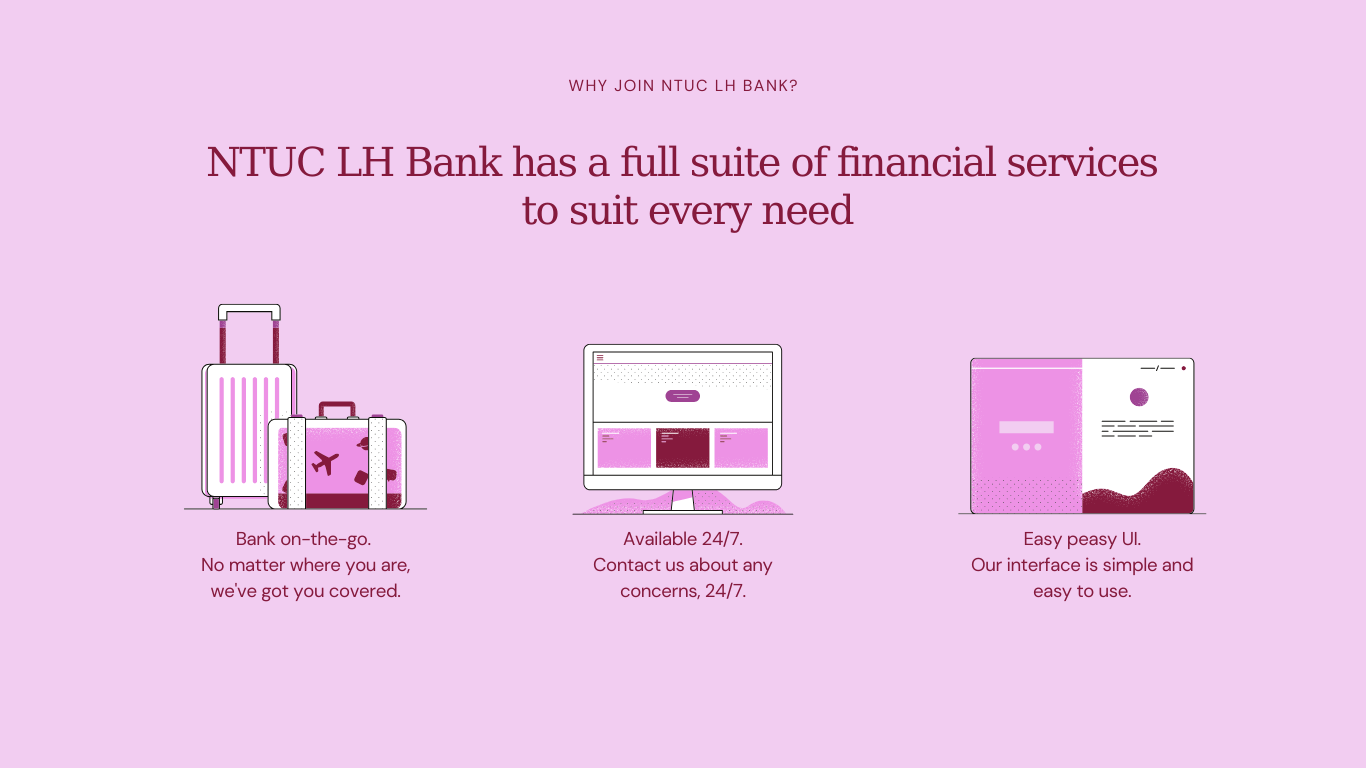 WHY JOIN NTUC LH BANK?
NTUC LH Bank has a full suite of financial services
to suit every need
Bank on-the-go.
No matter where you are,
we've got you covered.
Available 24/7.
Contact us about any
concerns, 24/7.
Easy peasy UI.
Our interface is simple and
easy to use.